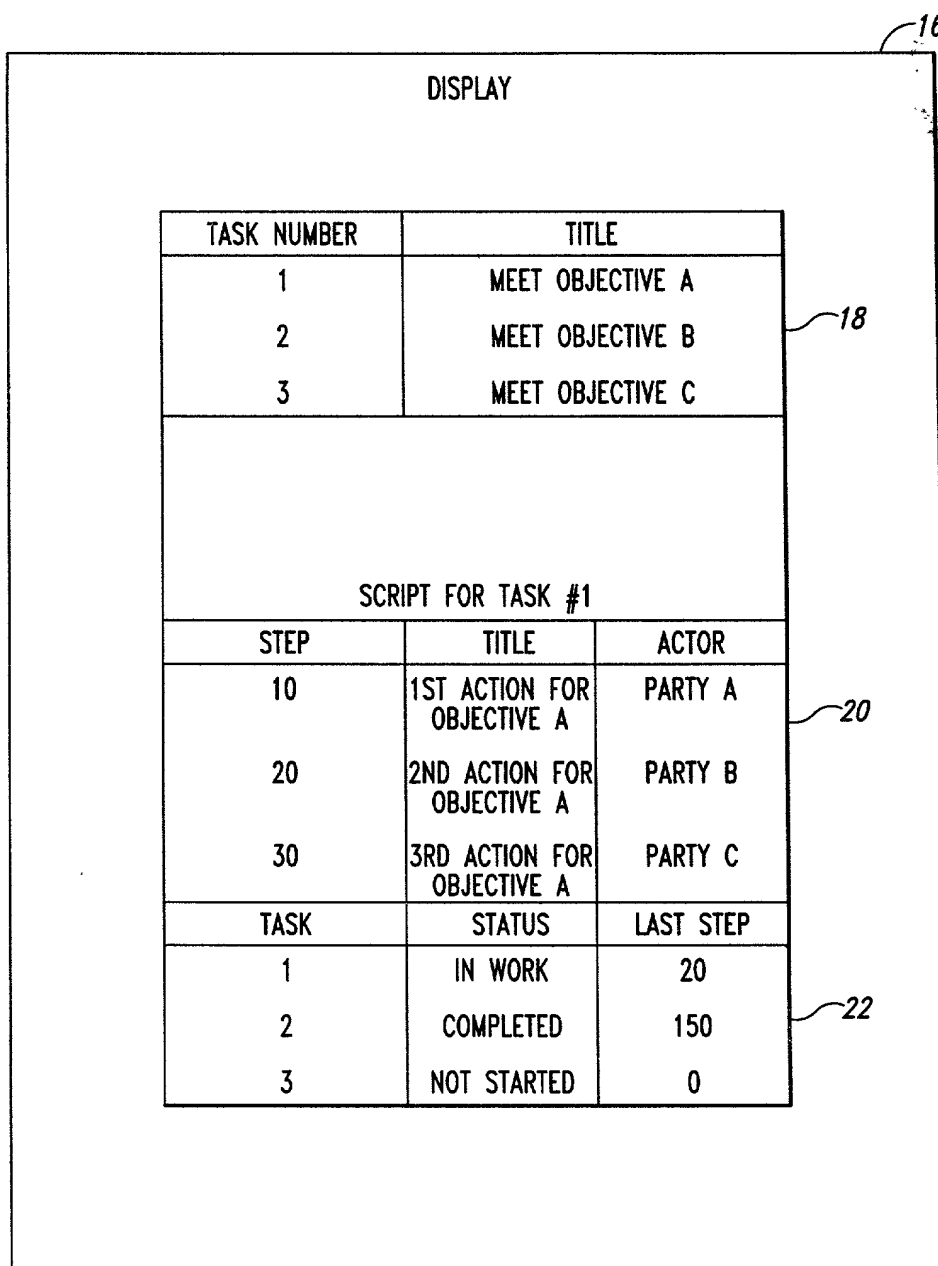 16
DISPLAY
TASK NUMBER TITLE
1 MEET OBJECTIVE A
18
2 MEET OBJECTIVE B
3 MEET OBJECTIVE C
SCRIPT FOR TASK #1
STEP TITLE ACTOR
10 1ST ACTION FOR PARTY A
OBJECTIVE A
20
20 2ND ACTION FOR PARTY B
OBJECTIVE A
30 3RD ACTION FOR PARTY C
OBJECTIVE A
TASK STATUS LAST STEP
1 IN WORK 20
22
2 COMPLETED 150
3 NOT STARTED 0